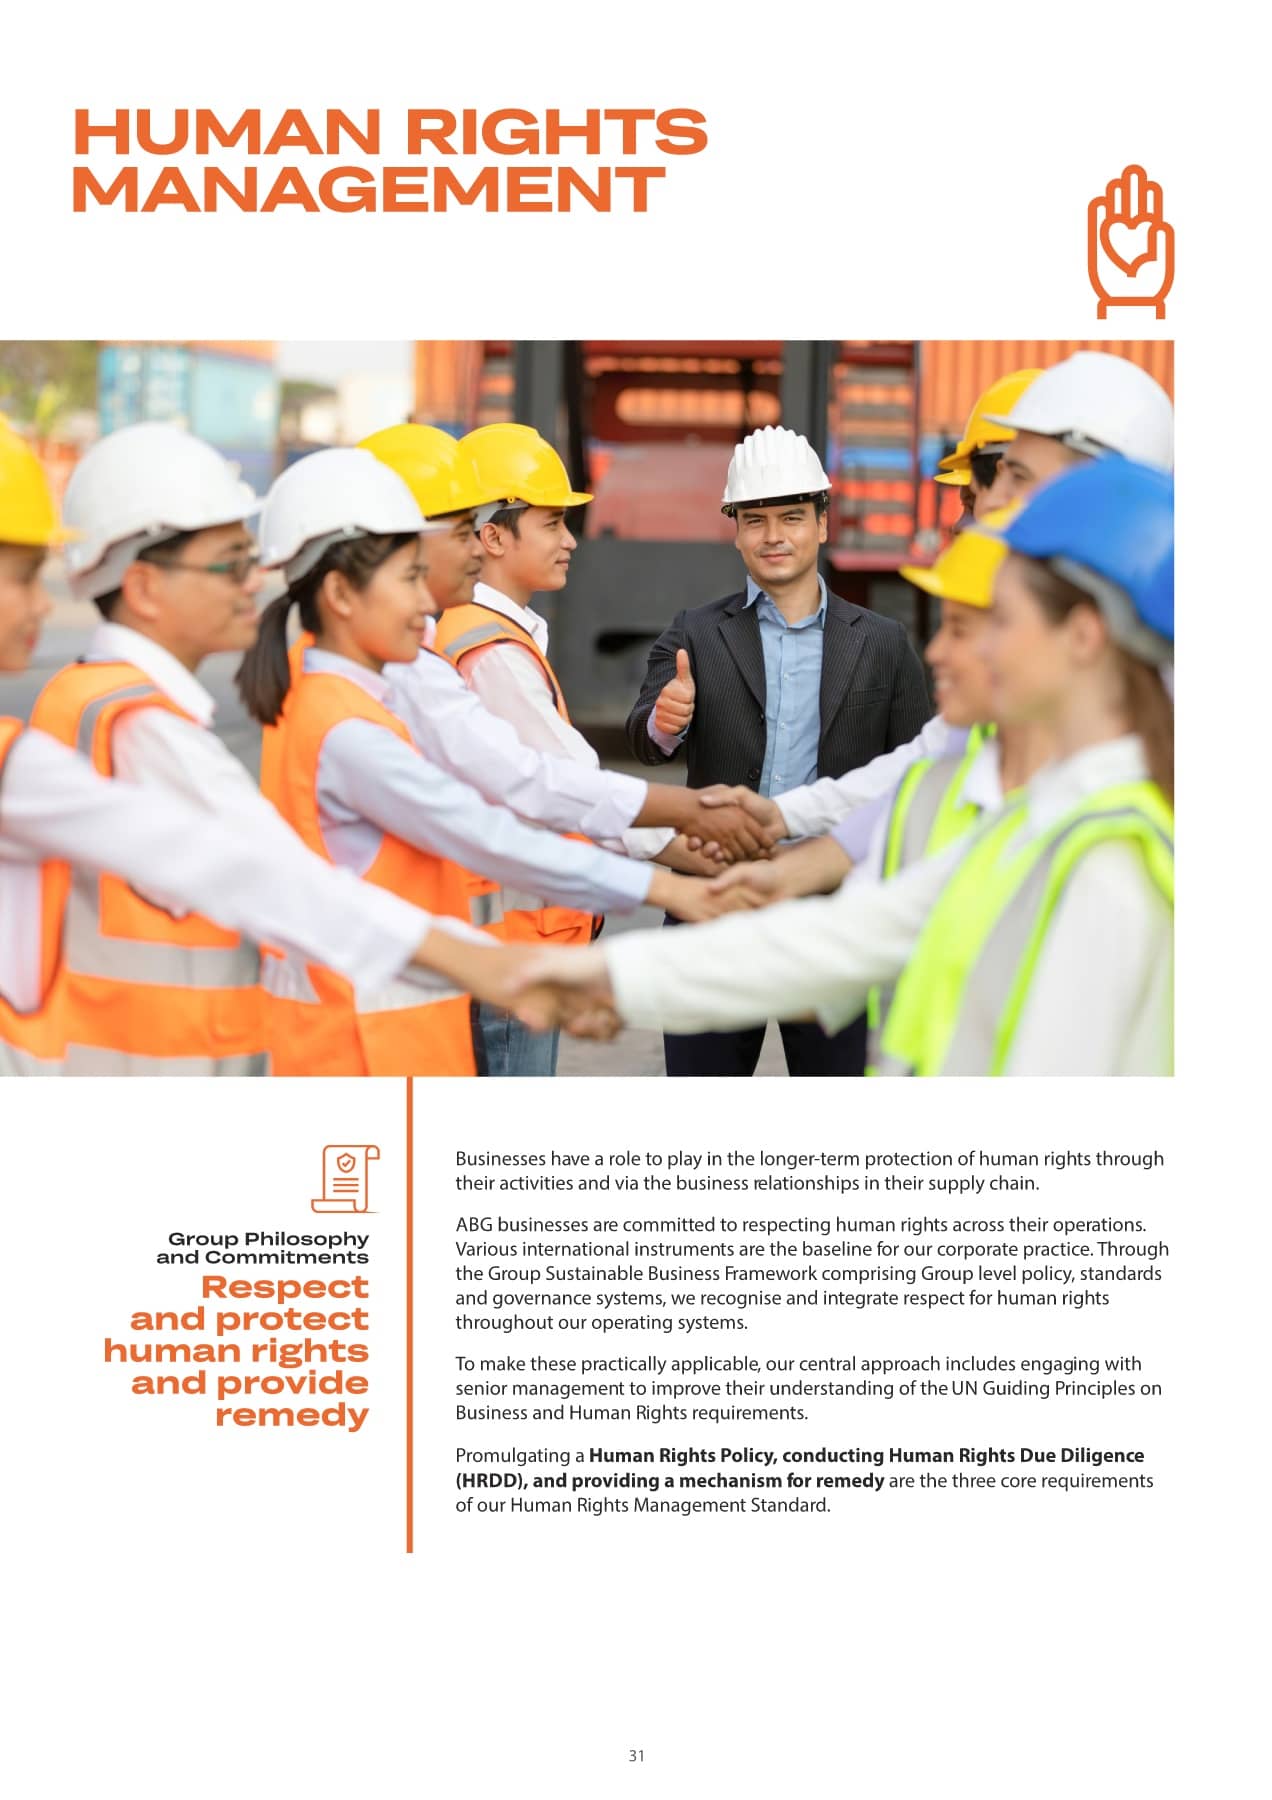 HUMAN RIGHTS
MANAGEMENT
Group Philosophy
and Commitments
Respect
and protect
human rights
and provide
remedy
Businesses have a role to play in the longer-term protection of human rights through
their activities and via the business relationships in their supply chain.
ABG businesses are committed to respecting human rights across their operations.
Various international instruments are the baseline for our corporate practice. Through
the Group Sustainable Business Framework comprising Group level policy, standards
and governance systems, we recognise and integrate respect for human rights
throughout our operating systems.
To make these practically applicable, our central approach includes engaging with
senior management to improve their understanding of the UN Guiding Principles on
Business and Human Rights requirements.
Promulgating a Human Rights Policy, conducting Human Rights Due Diligence
(HRDD), and providing a mechanism for remedy are the three core requirements
of our Human Rights Management Standard.
31